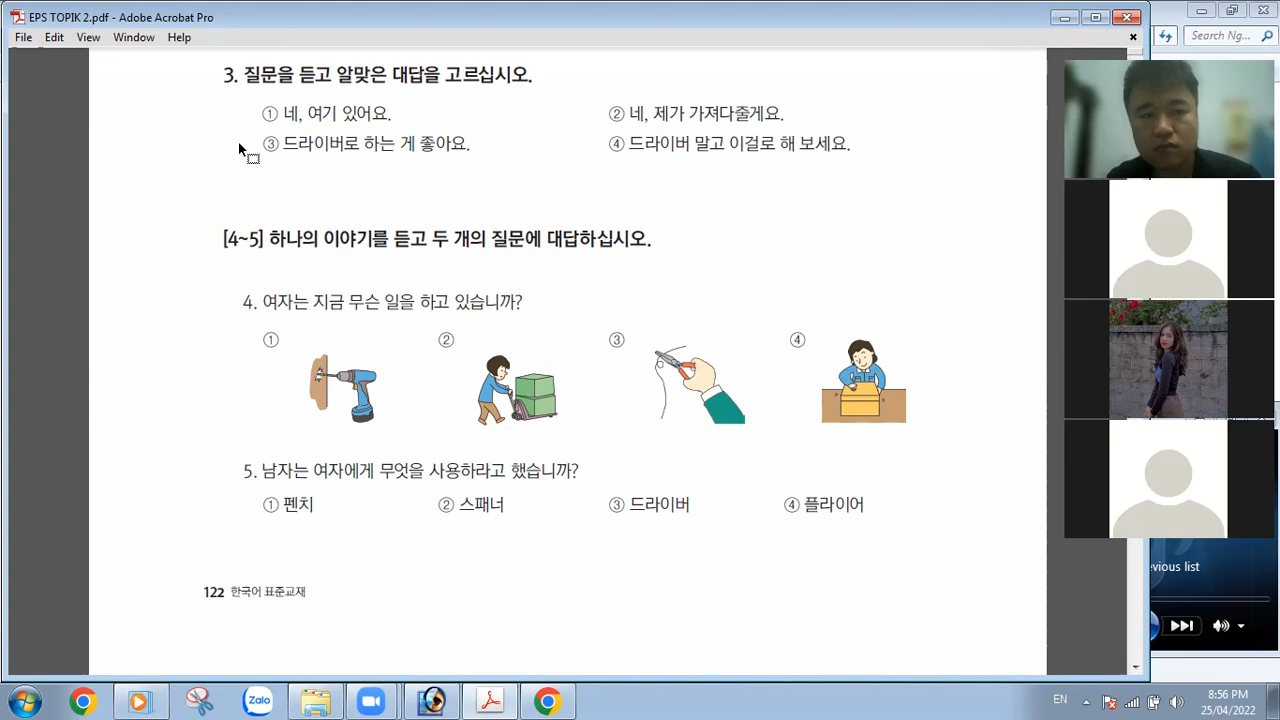 EPS TOPIK 2.pdf - Adobe Acrobat Pro
File Edit View Window Help
Search Ng...
3. 질문을 듣고 알맞은 대답을 고르십시오.
① 네, 여기 있어요. ② 네, 제가 가져다줄게요.
③ 드라이버로 하는 게 좋아요. ④ 드라이버 말고 이걸로 해 보세요.
[4~5] 하나의 이야기를 듣고 두 개의 질문에 대답하십시오.
4. 여자는 지금 무슨 일을 하고 있습니까?
① ② ③ ④
5. 남자는 여자에게 무엇을 사용하라고 했습니까?
① 펜치 ② 스패너 ③ 드라이버 ④ 플라이어
evious list
122 한국어 표준교재
Zalo
EN
8:56 PM
25/04/2022